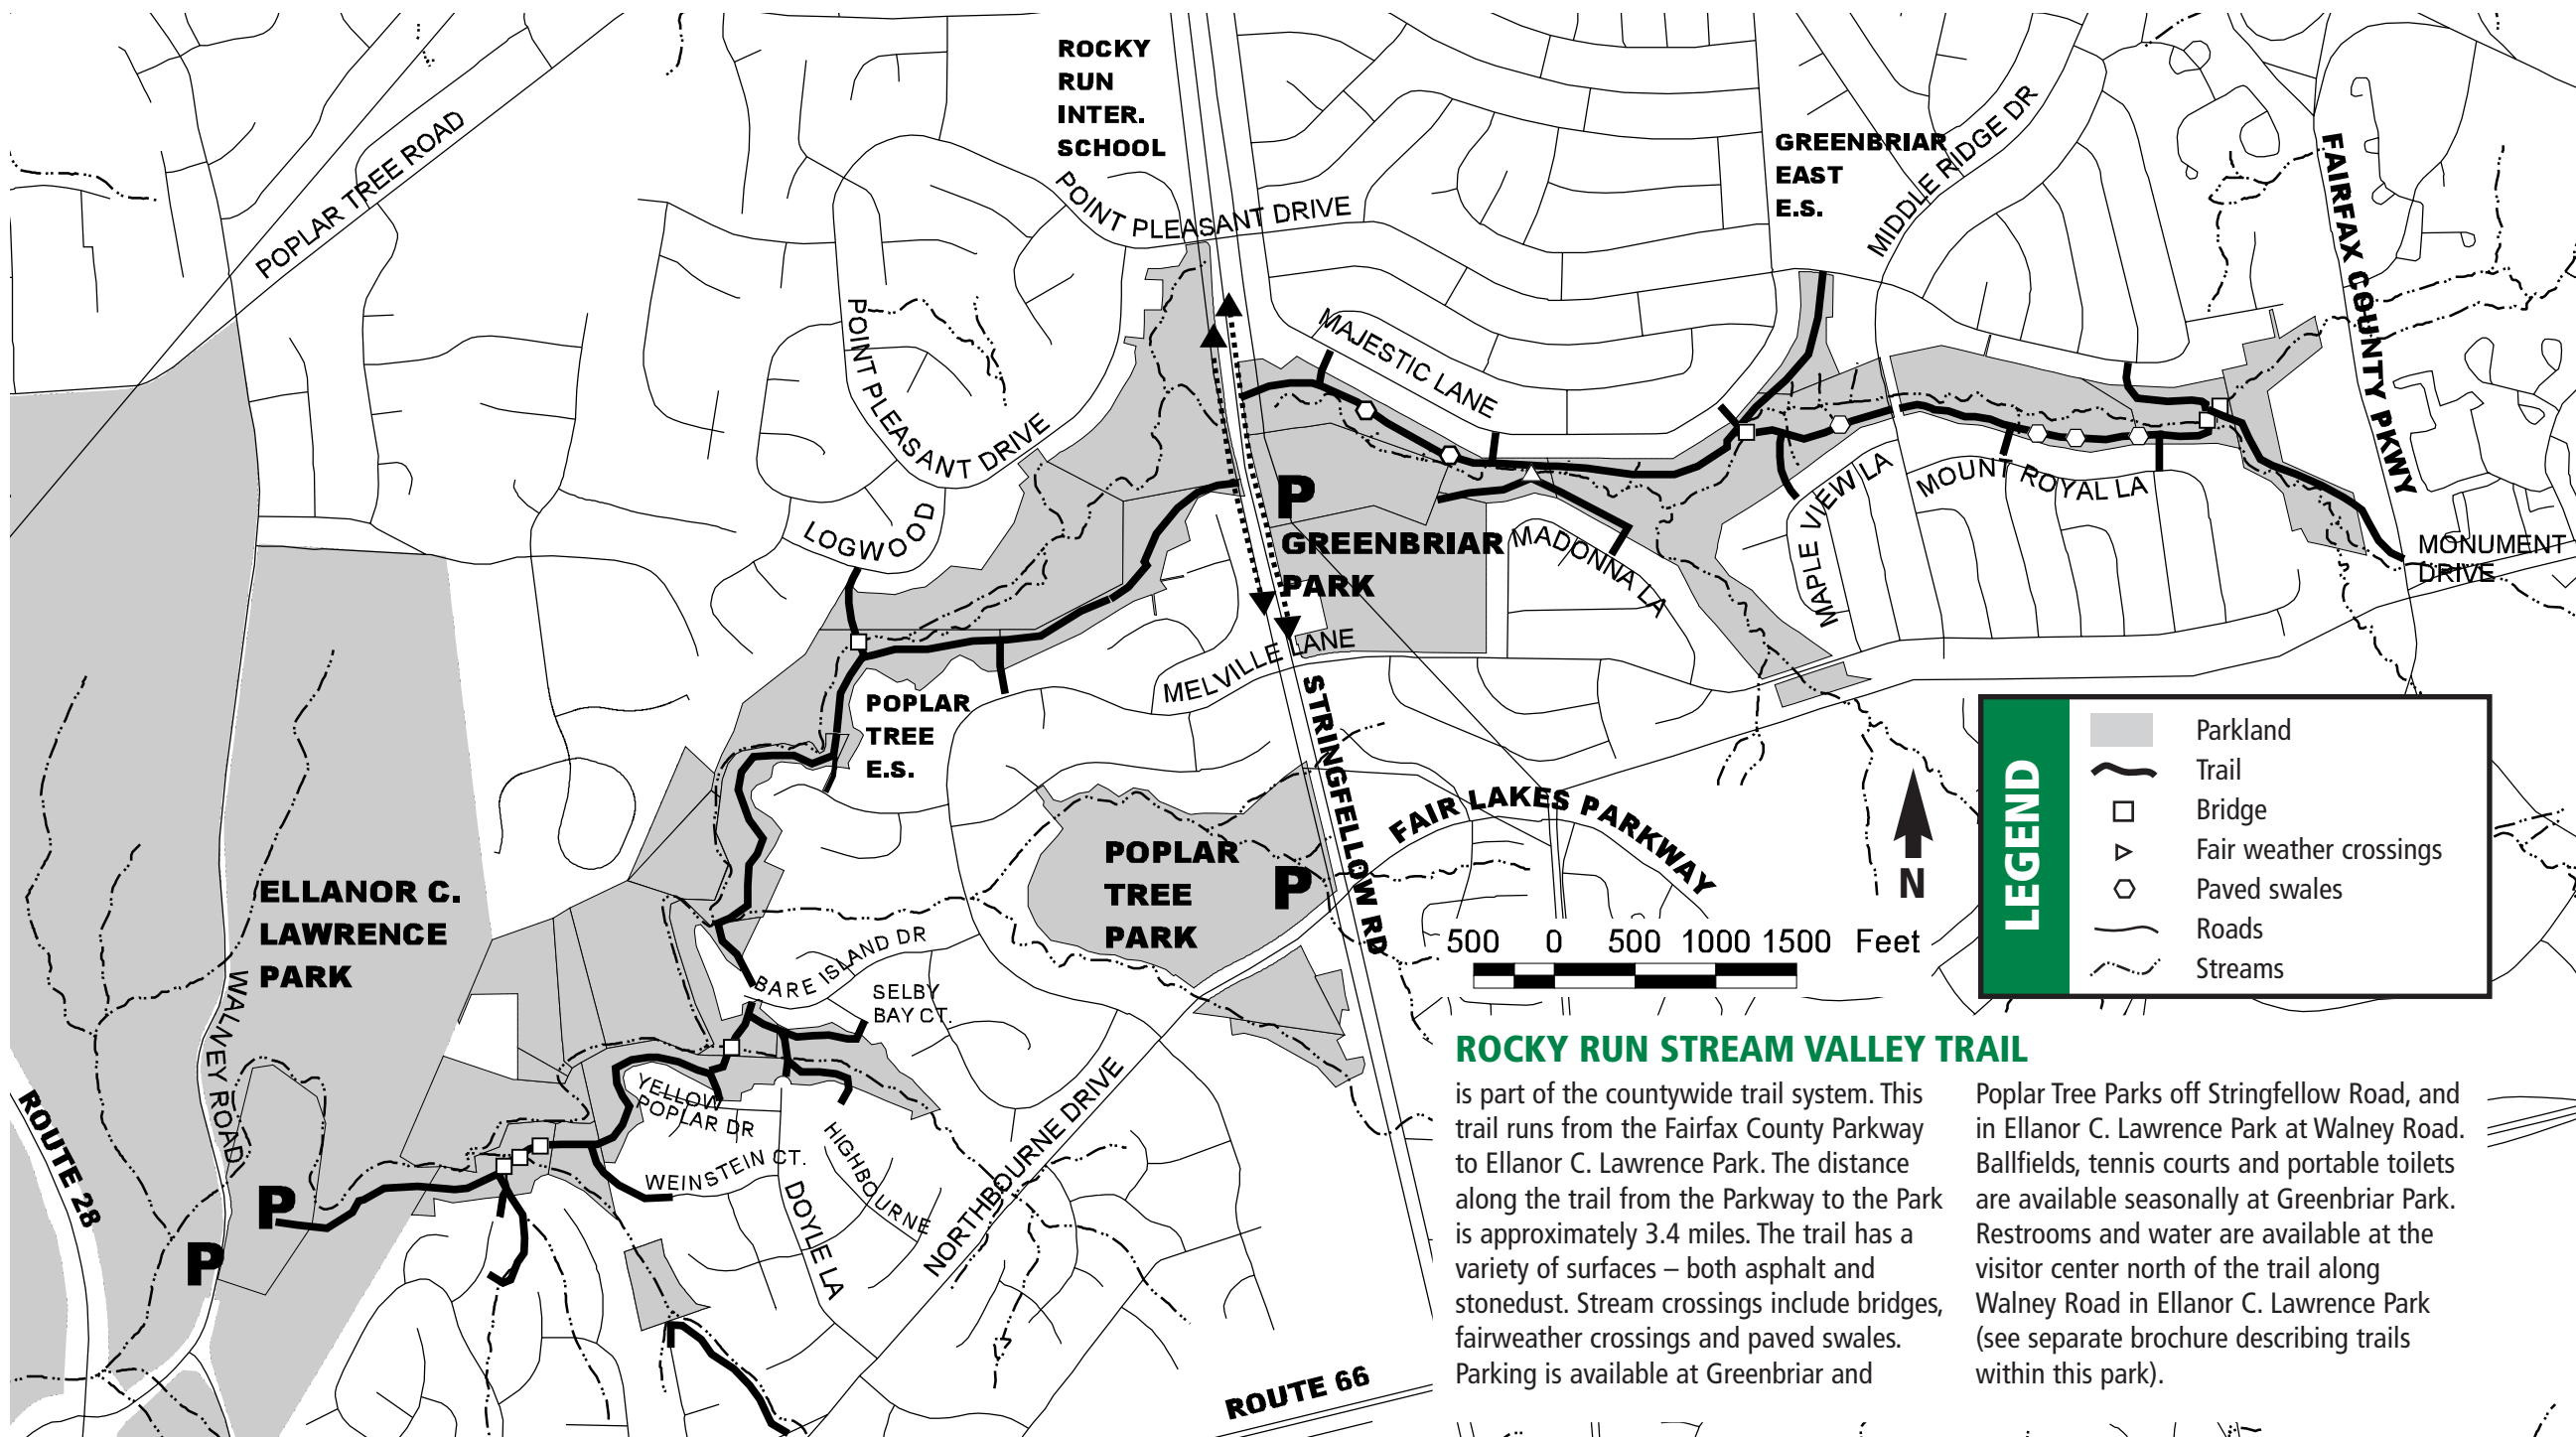 ROCKY
RUN
INTER.
SCHOOL
POPLAR TREE ROAD
POINT PLEASANT DRIVE
GREENBRIAR
EAST
E.S.
MIDDLE RIDGE DR
FAIRFAX COUNTY PKWY
POINT PLEASANT DRIVE
MAJESTIC LANE
LOGWOOD
P
GREENBRIAR
PARK
MADONNA LA
MAPLE VIEW LA
MOUNT ROYAL LA
MONUMENT
DRIVE
MELVILLE LANE
STRINGFELLOW RD
POPLAR
TREE
E.S.
POPLAR
TREE
PARK
P
FAIR LAKES PARKWAY
N
500 0 500 1000 1500 Feet
LEGEND
Parkland
Trail
Bridge
Fair weather crossings
Paved swales
Roads
Streams
ELLANOR C.
LAWRENCE
PARK
WALNEY ROAD
ROUTE 28
P
P
BARE ISLAND DR
SELBY
BAY CT.
YELLOW
POPLAR DR
WEINSTEIN CT.
DOYLE LA
HIGHBOURNE
NORTHBOURNE DRIVE
ROUTE 66
ROCKY RUN STREAM VALLEY TRAIL
is part of the countywide trail system. This
trail runs from the Fairfax County Parkway
to Ellanor C. Lawrence Park. The distance
along the trail from the Parkway to the Park
is approximately 3.4 miles. The trail has a
variety of surfaces – both asphalt and
stonedust. Stream crossings include bridges,
fairweather crossings and paved swales.
Parking is available at Greenbriar and
Poplar Tree Parks off Stringfellow Road, and
in Ellanor C. Lawrence Park at Walney Road.
Ballfields, tennis courts and portable toilets
are available seasonally at Greenbriar Park.
Restrooms and water are available at the
visitor center north of the trail along
Walney Road in Ellanor C. Lawrence Park
(see separate brochure describing trails
within this park).